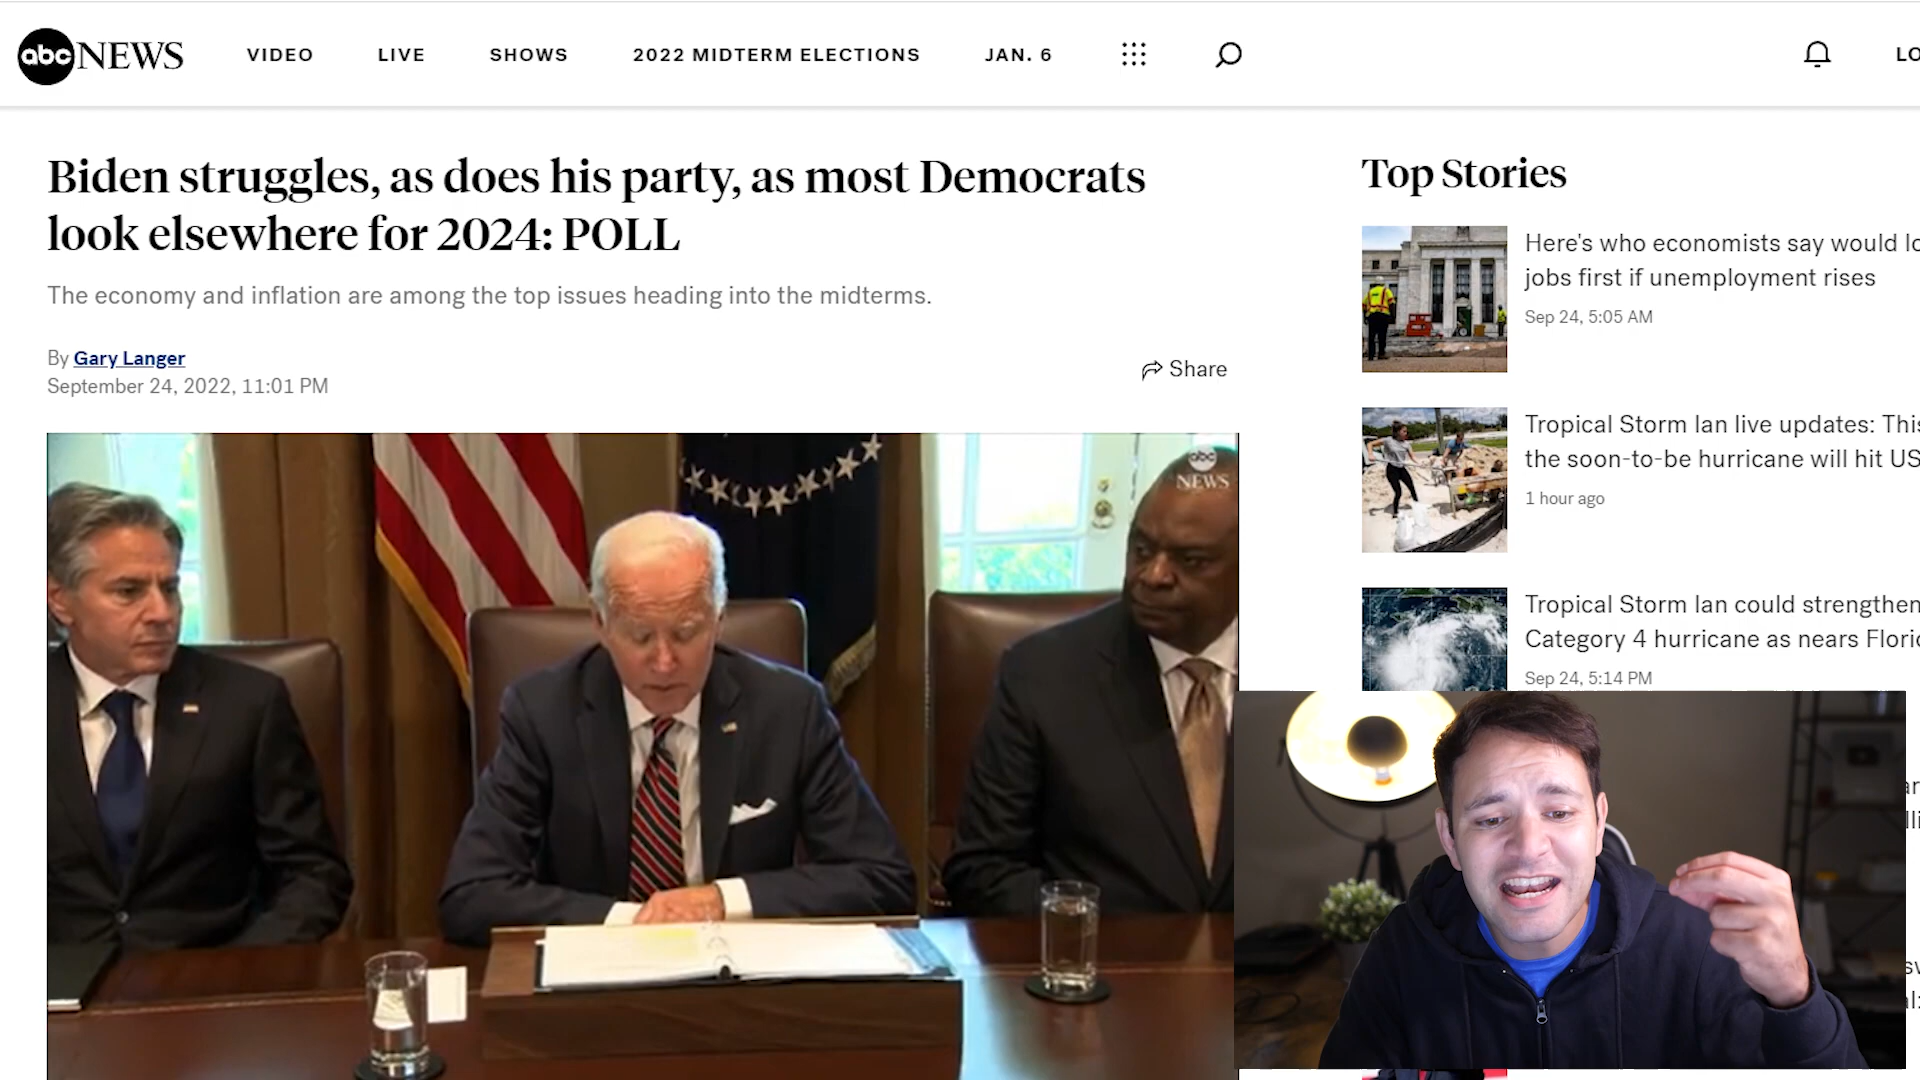 abc NEWS
VIDEO
LIVE
SHOWS
2022 MIDTERM ELECTIONS
JAN. 6
Biden struggles, as does his party, as most Democrats
look elsewhere for 2024: POLL
The economy and inflation are among the top issues heading into the midterms.
By Gary Langer
September 24, 2022, 11:01 PM
Share
abc
NEWS
Top Stories
Here's who economists say would
jobs first if unemployment rises
Sep 24, 5:05 AM
Tropical Storm Ian live updates:
the soon-to-be hurricane will hit US
1 hour ago
Tropical Storm Ian could strengthen
Category 4 hurricane as nears
Sep 24, 5:14 PM